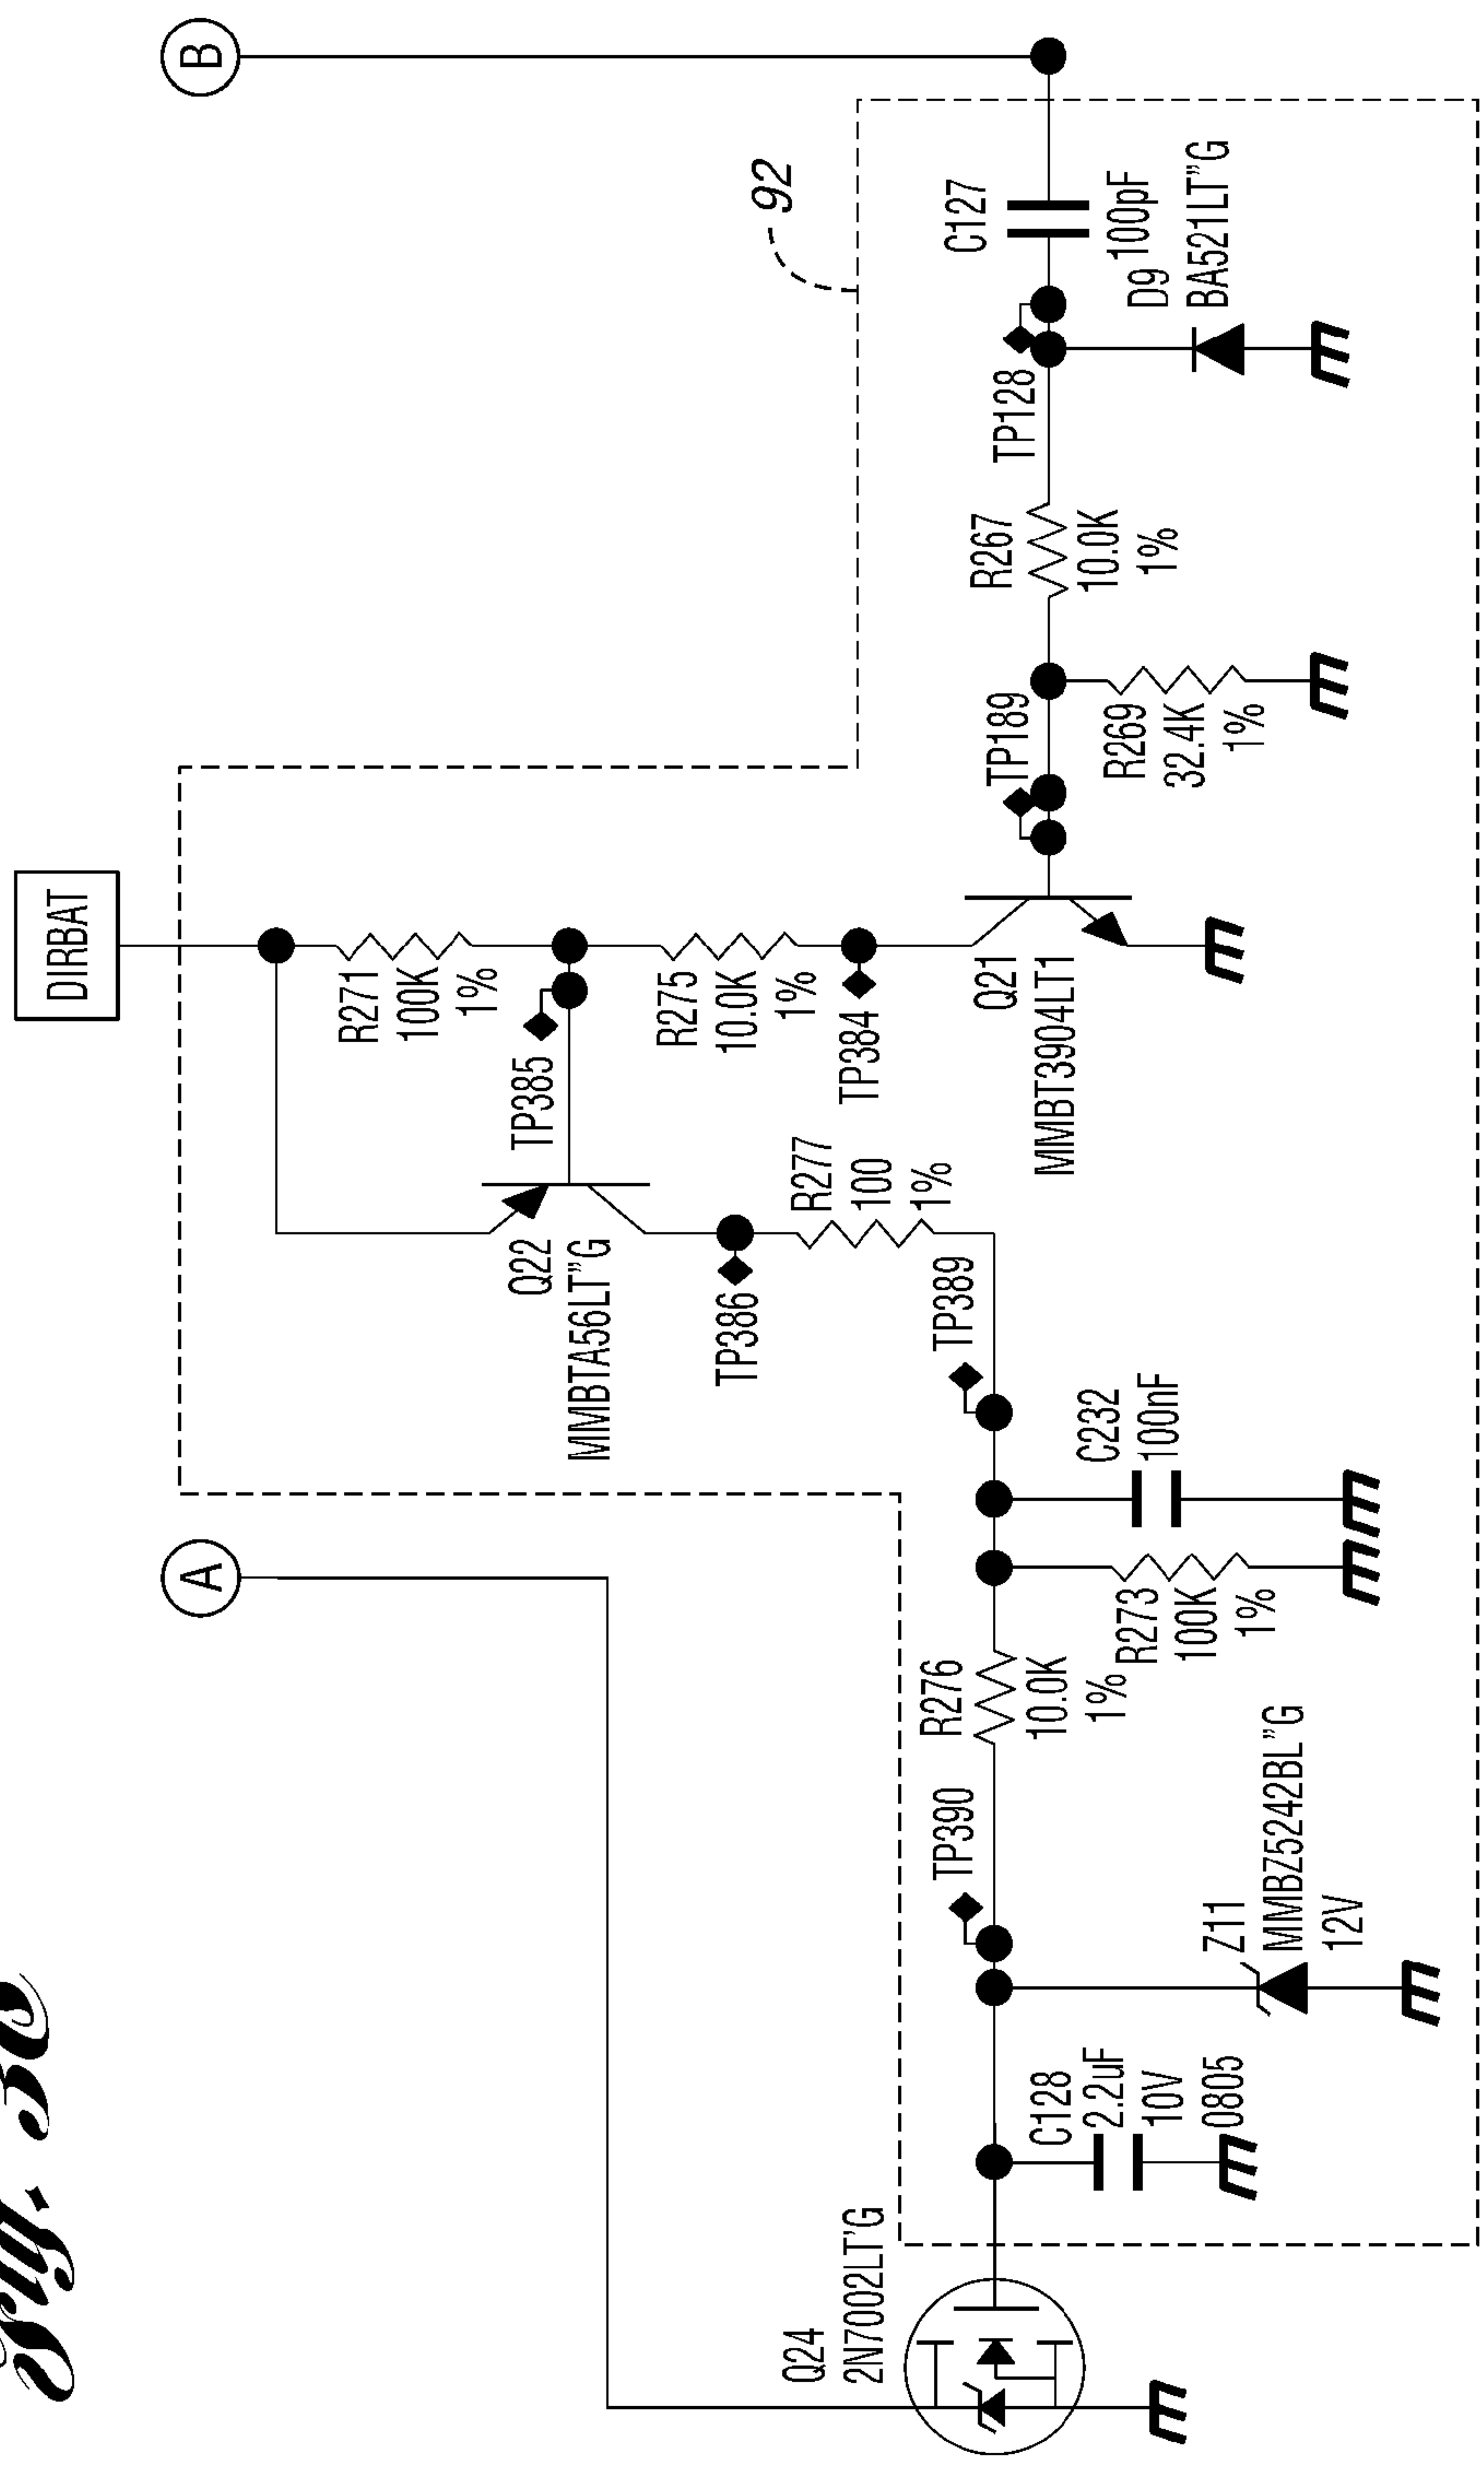 DIRBAT
A
B
R271
100K
1%
TP385
Q22
MMBTA56LT"G
R275
10.0K
1%
TP386
R277
100
1%
TP384
92
Q24
2N7002LT'G
TP390
R276
10.0K
1%
TP389
C128
2.2uF
10V
0805
Z11
MMBZ5242BL"G
12V
R273
100K
1%
C232
100nF
Q21
MMBT3904LT1
TP189
R269
32.4K
1%
R267
10.0K
1%
TP128
C127
100pF
D9
BA521LT"G